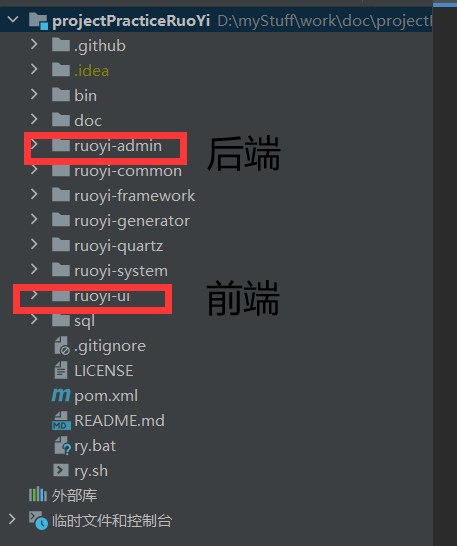 projectPracticeRuoYi D:\myStuff\work\doc\project
.github
.idea
bin
doc
ruoyi-admin 后端
ruoyi-common
ruoyi-framework
ruoyi-generator
ruoyi-quartz
ruoyi-system
ruoyi-ui 前端
sql
.gitignore
LICENSE
pom.xml
README.md
ry.bat
ry.sh
外部库
临时文件和控制台